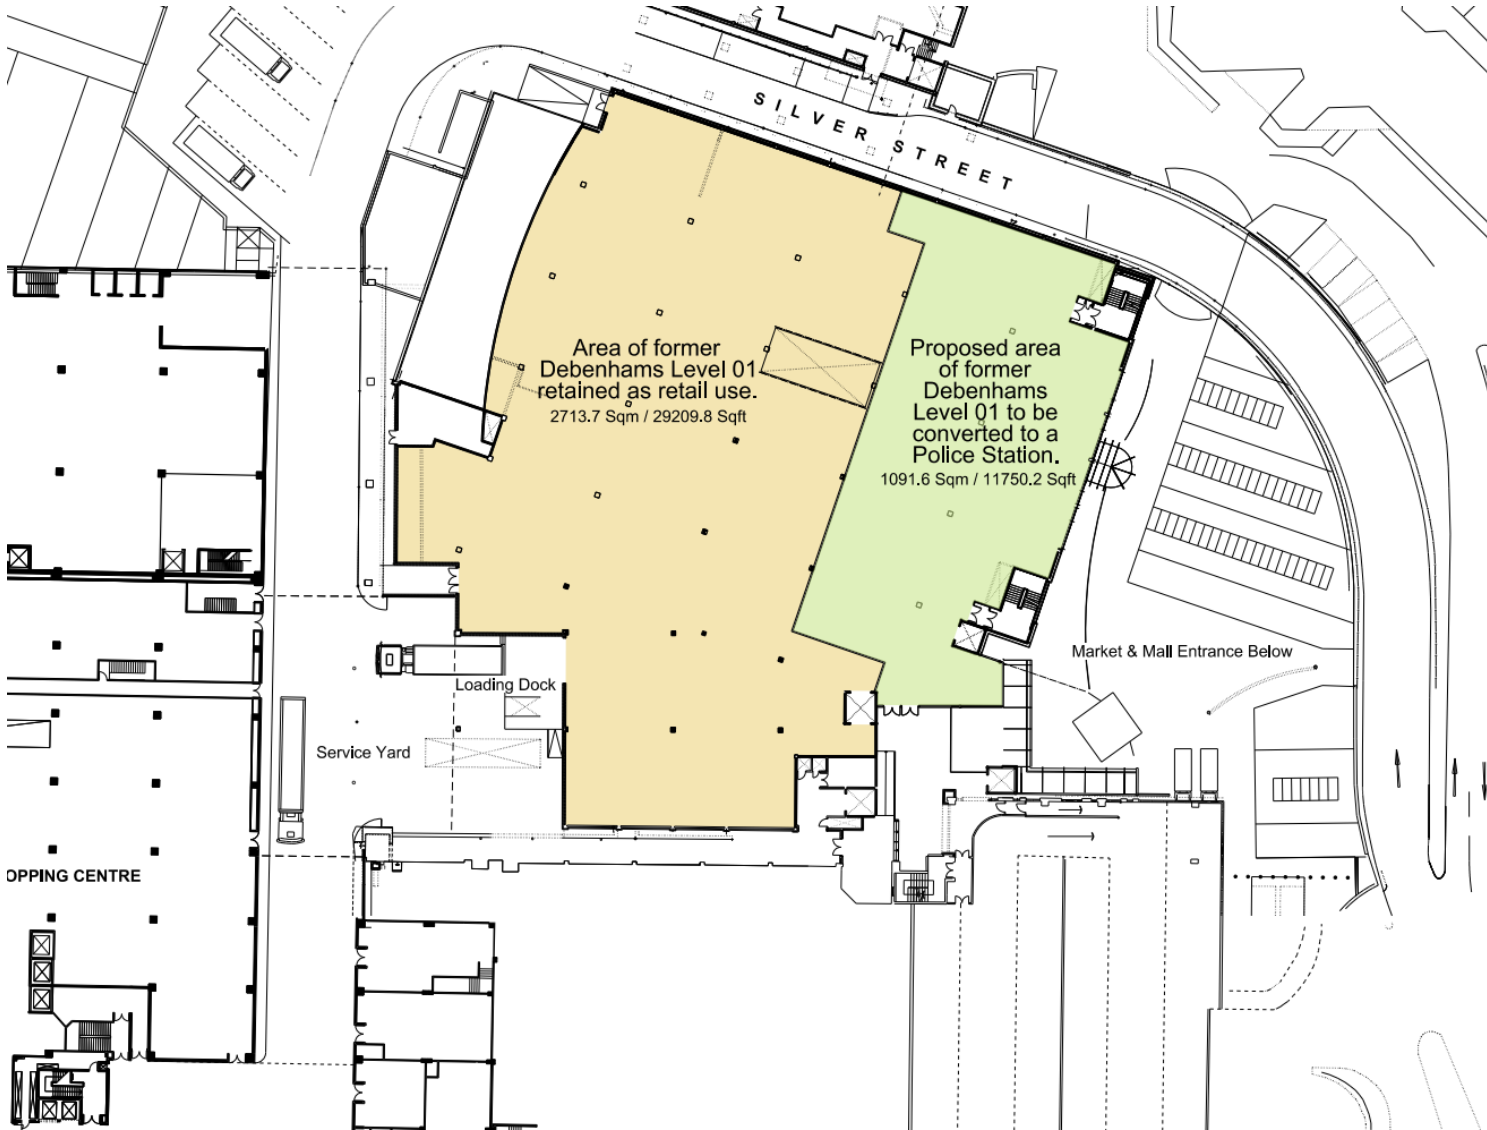 SILVER STREET
Area of former
Debenhams Level 01
retained as retail use.
2713.7 Sqm / 29209.8 Sqft
Proposed area
of former
Debenhams
Level 01 to be
converted to a
Police Station.
1091.6 Sqm / 11750.2 Sqft
Market & Mall Entrance Below
Loading Dock
Service Yard
OPPING CENTRE